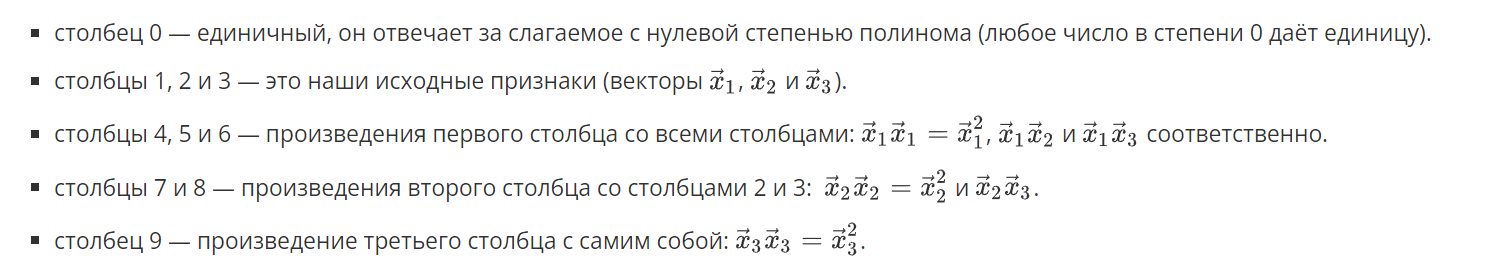 ▪ столбец 0 — единичный, он отвечает за слагаемое с нулевой степенью полинома (любое число в степени 0 даёт единицу).
▪ столбцы 1, 2 и 3 — это наши исходные признаки (векторы $\vec{x}_1$, $\vec{x}_2$ и $\vec{x}_3$).
▪ столбцы 4, 5 и 6 — произведения первого столбца со всеми столбцами: $\vec{x}_1\vec{x}_1 = \vec{x}_1^2$, $\vec{x}_1\vec{x}_2$ и $\vec{x}_1\vec{x}_3$ соответственно.
▪ столбцы 7 и 8 — произведения второго столбца со столбцами 2 и 3: $\vec{x}_2\vec{x}_2 = \vec{x}_2^2$ и $\vec{x}_2\vec{x}_3$.
▪ столбец 9 — произведение третьего столбца с самим собой: $\vec{x}_3\vec{x}_3 = \vec{x}_3^2$.